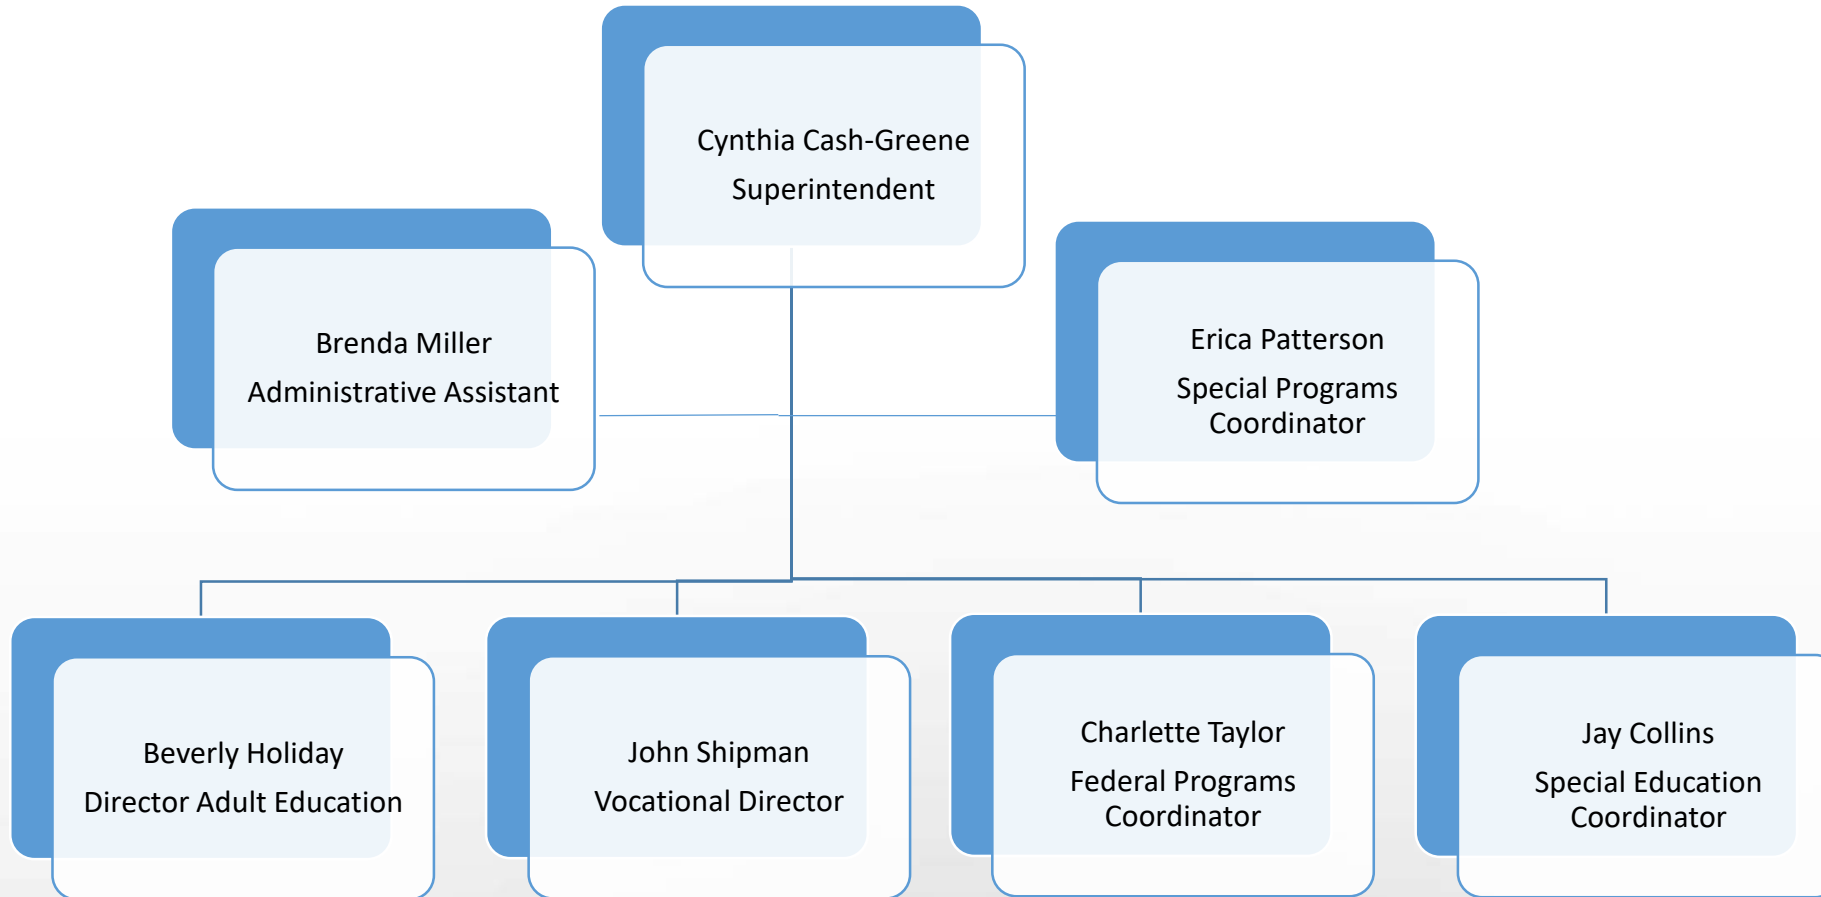 Cynthia Cash-Greene
Superintendent
Brenda Miller
Administrative Assistant
Erica Patterson
Special Programs
Coordinator
Beverly Holiday
Director Adult Education
John Shipman
Vocational Director
Charlette Taylor
Federal Programs
Coordinator
Jay Collins
Special Education
Coordinator